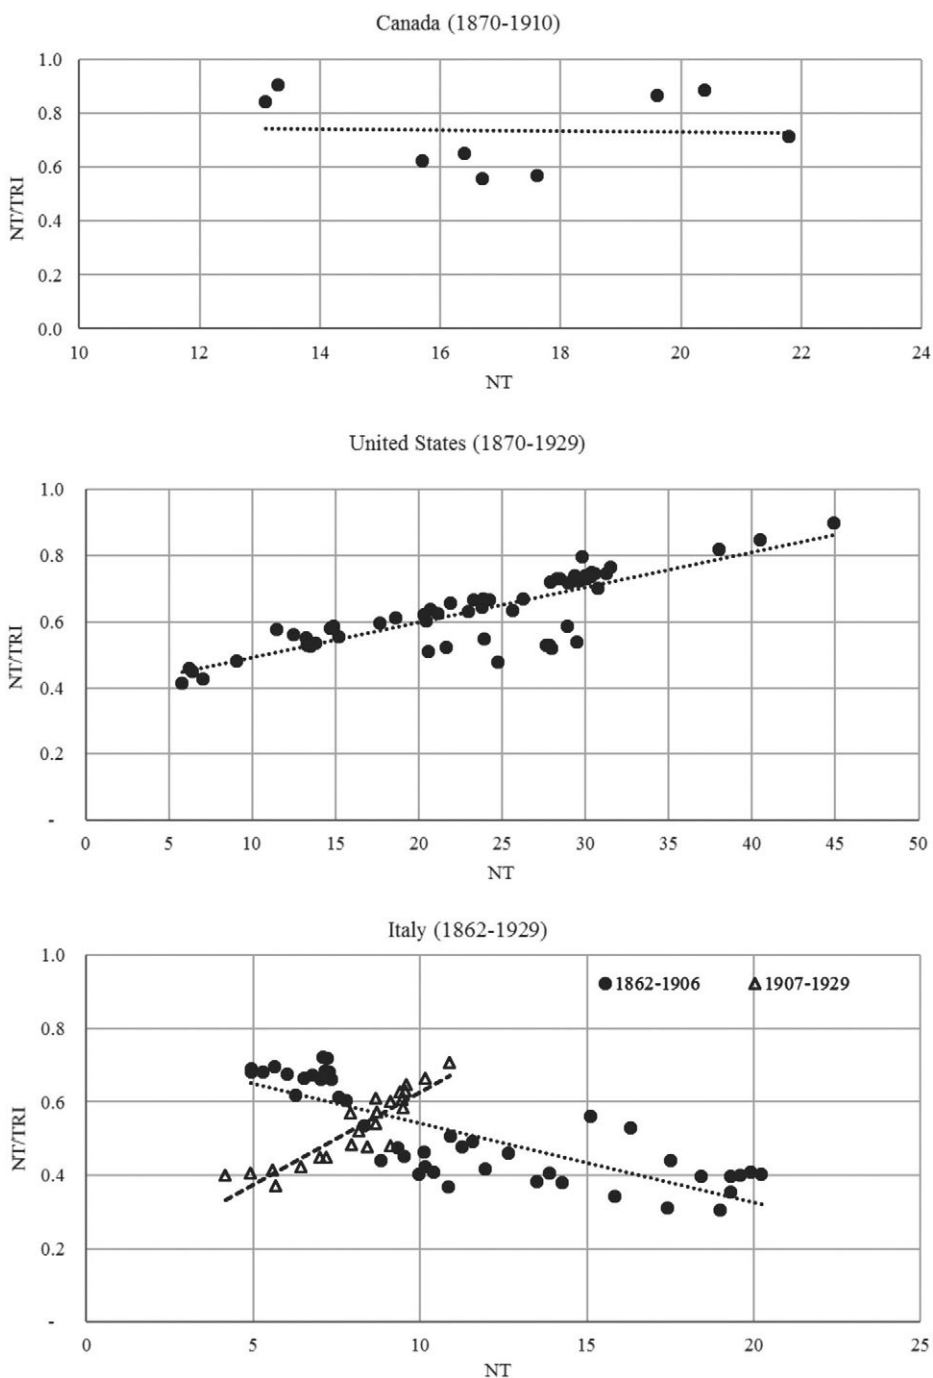 Canada (1870-1910)
1.0
0.8
0.6
0.4
0.2
0.0
NT/TRI
10 12 14 16 18 20 22 24
NT
United States (1870-1929)
1.0
0.8
0.6
0.4
0.2
-
NT/TRI
0 5 10 15 20 25 30 35 40 45 50
NT
Italy (1862-1929)
1.0
0.8
0.6
0.4
0.2
-
NT/TRI
1862-1906 1907-1929
0 5 10 15 20 25
NT